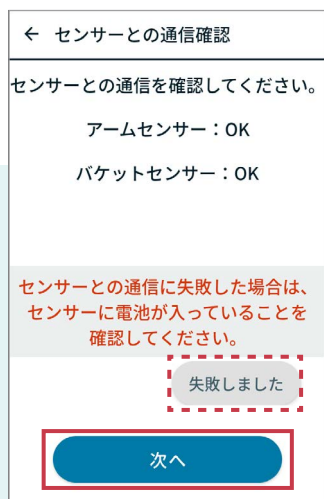 ← センサーとの通信確認
センサーとの通信を確認してください。
アームセンサー：OK
バケットセンサー：OK
センサーとの通信に失敗した場合は、
センサーに電池が入っていることを
確認してください。
失敗しました
次へ